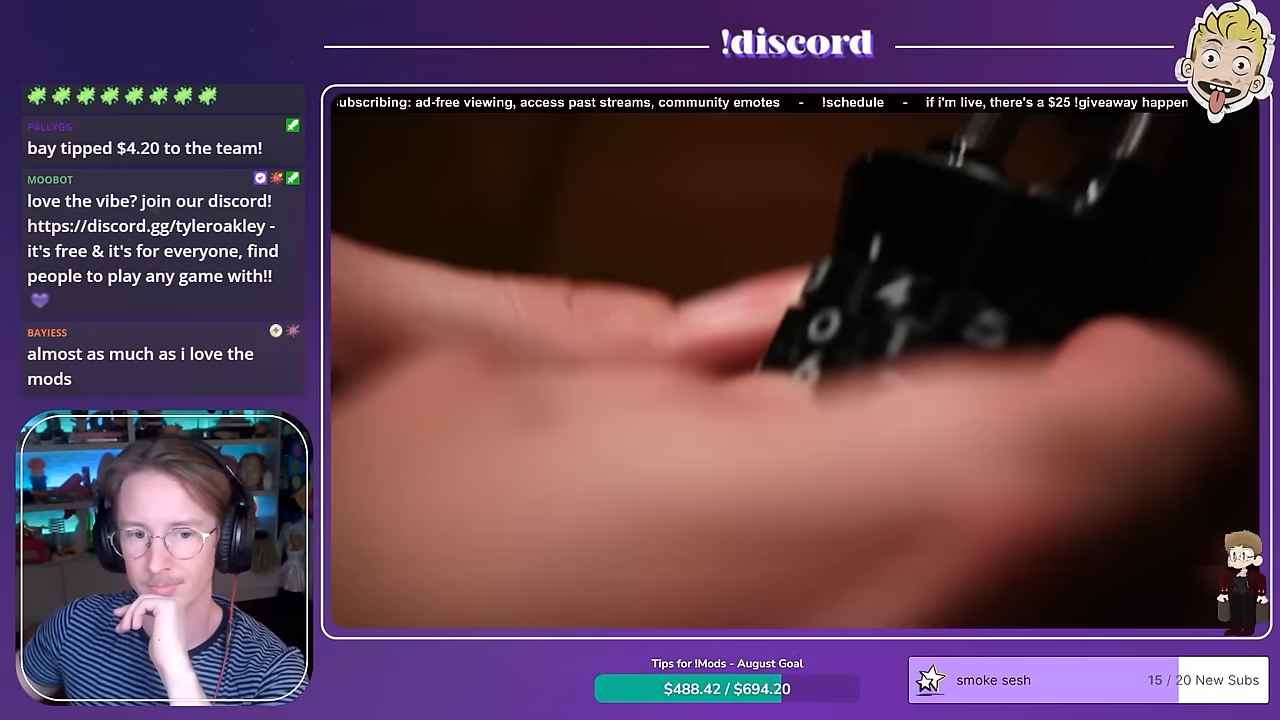 !discord
ubscribing: ad-free viewing, access past streams, community emotes - !schedule - if i'm live, there's a $25 !giveaway happen
PALLYGG
bay tipped $4.20 to the team!
MOOBOT
love the vibe? join our discord!
https://discord.gg/tyleroakley -
it's free & it's for everyone, find
people to play any game with!!
BAYIESS
almost as much as i love the
mods
0
4
Tips for !Mods - August Goal
$488.42 / $694.20
smoke sesh 15 / 20 New Subs